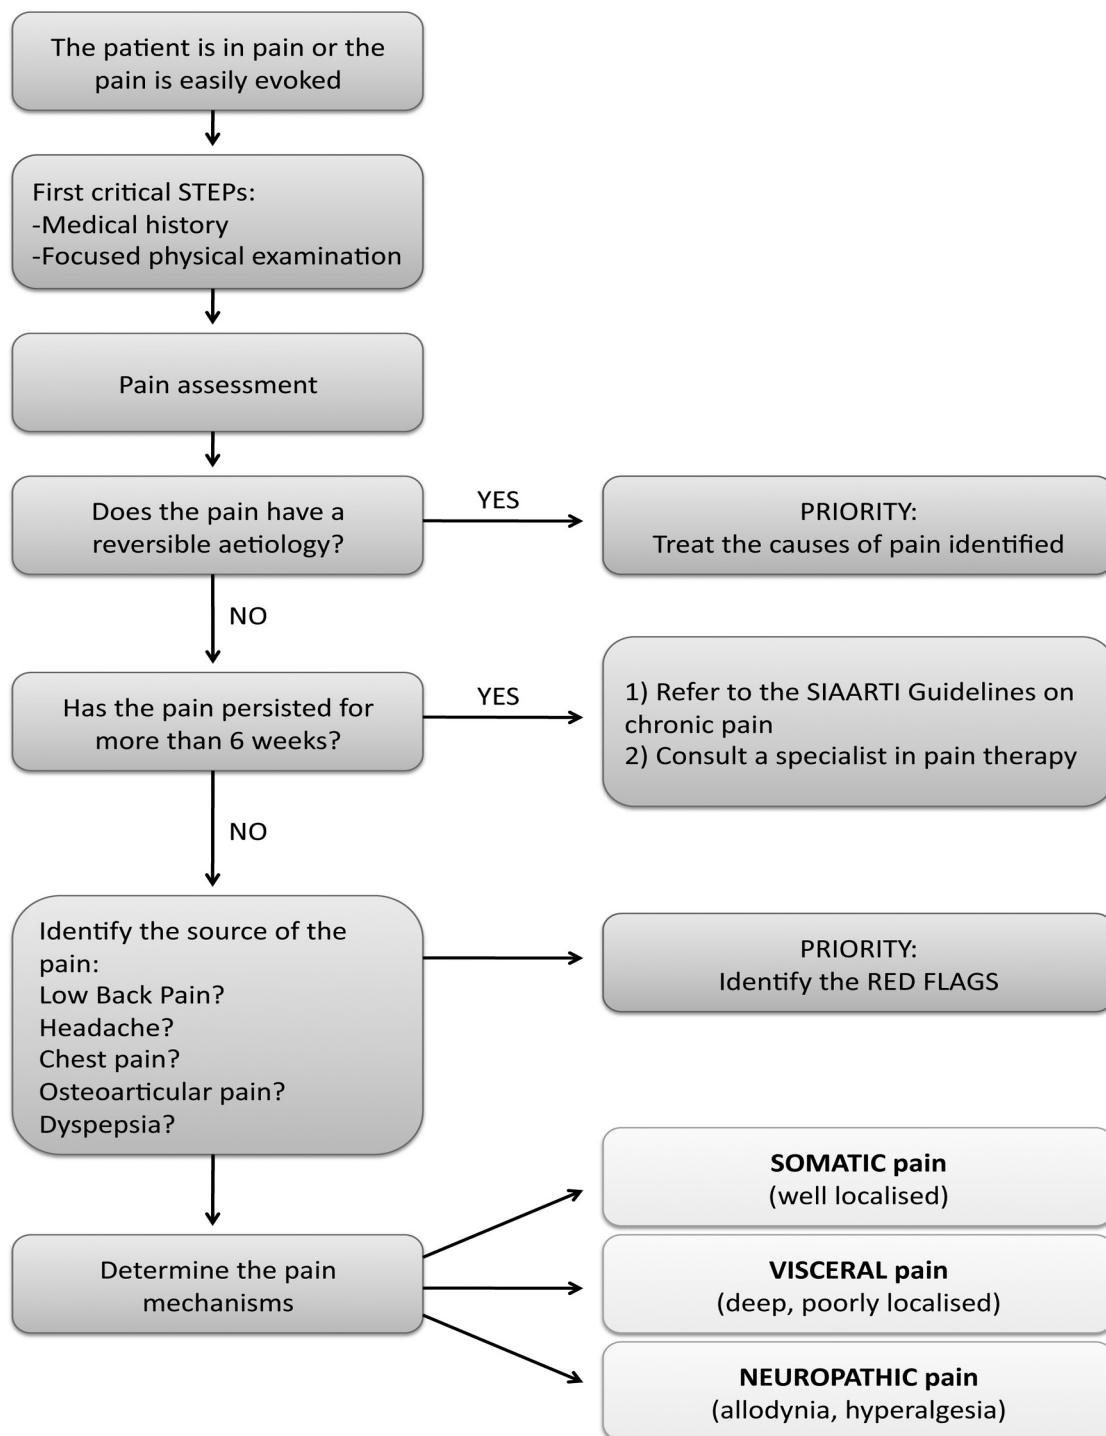 The patient is in pain or the
pain is easily evoked
First critical STEPs:
-Medical history
-Focused physical examination
Pain assessment
Does the pain have a
reversible aetiology?
YES
PRIORITY:
Treat the causes of pain identified
NO
Has the pain persisted for
more than 6 weeks?
YES
1) Refer to the SIAARTI Guidelines on
chronic pain
2) Consult a specialist in pain therapy
NO
Identify the source of the
pain:
Low Back Pain?
Headache?
Chest pain?
Osteoarticular pain?
Dyspepsia?
PRIORITY:
Identify the RED FLAGS
Determine the pain
mechanisms
SOMATIC pain
(well localised)
VISCERAL pain
(deep, poorly localised)
NEUROPATHIC pain
(allodynia, hyperalgesia)